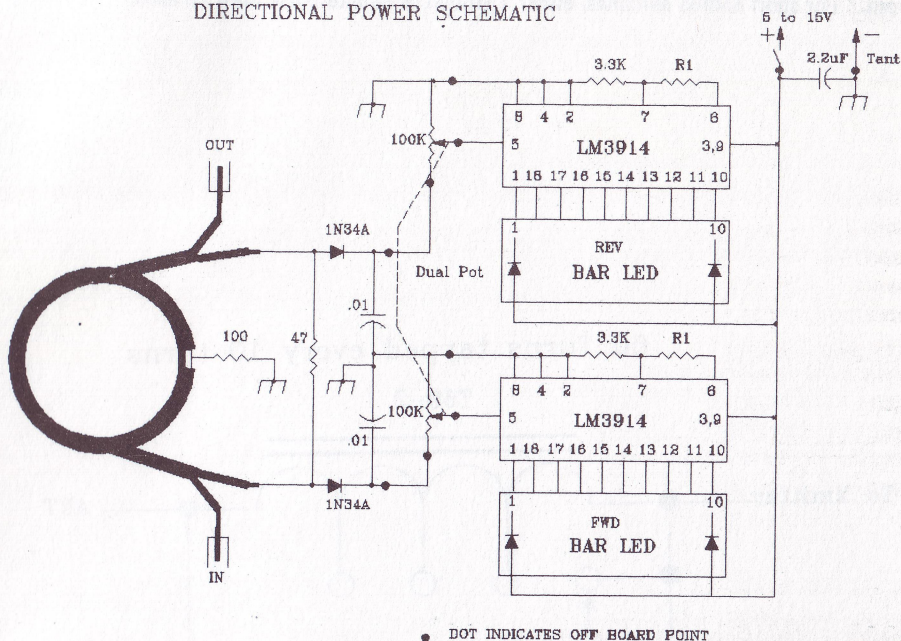 DIRECTIONAL POWER SCHEMATIC
5 to 15V
+ −
2.2uF Tant
3.3K R1
8 4 2 7 6
100K
5 LM3914 3,9
1 18 17 16 15 14 13 12 11 10
OUT
1N34A
1 10
REV
BAR LED
Dual Pot
.01
100
47
3.3K R1
8 4 2 7 6
100K
5 LM3914 3,9
.01
1 18 17 16 15 14 13 12 11 10
1N34A
1 10
FWD
BAR LED
IN
DOT INDICATES OFF BOARD POINT